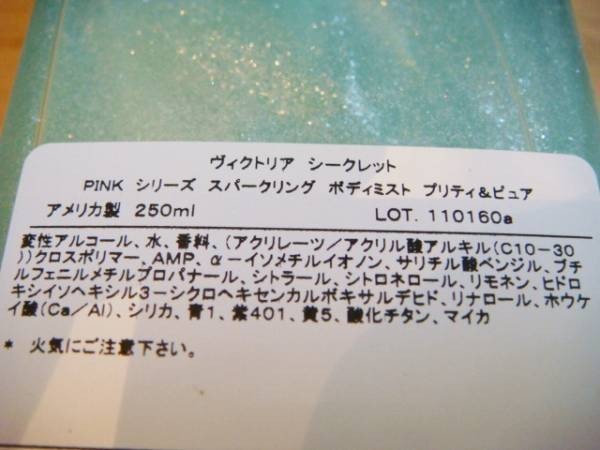 ヴィクトリア シークレット
PINK シリーズ スパークリング ボディミスト プリティ&ピュア
アメリカ製 250ml LOT. 110160a
変性アルコール、水、香料、(アクリレーツ/アクリル酸アルキル(C10-30
))クロスポリマー、AMP、α-イソメチルイオノン、サリチル酸ベンジル、ブチ
ルフェニルメチルプロパナール、シトラール、シトロネロール、リモネン、ヒドロ
キシイソヘキシル3-シクロヘキセンカルボキサルデヒド、リナロール、ホウケ
イ酸(Ca/Al)、シリカ、青1、紫401、黄5、酸化チタン、マイカ
* 火気にご注意下さい。